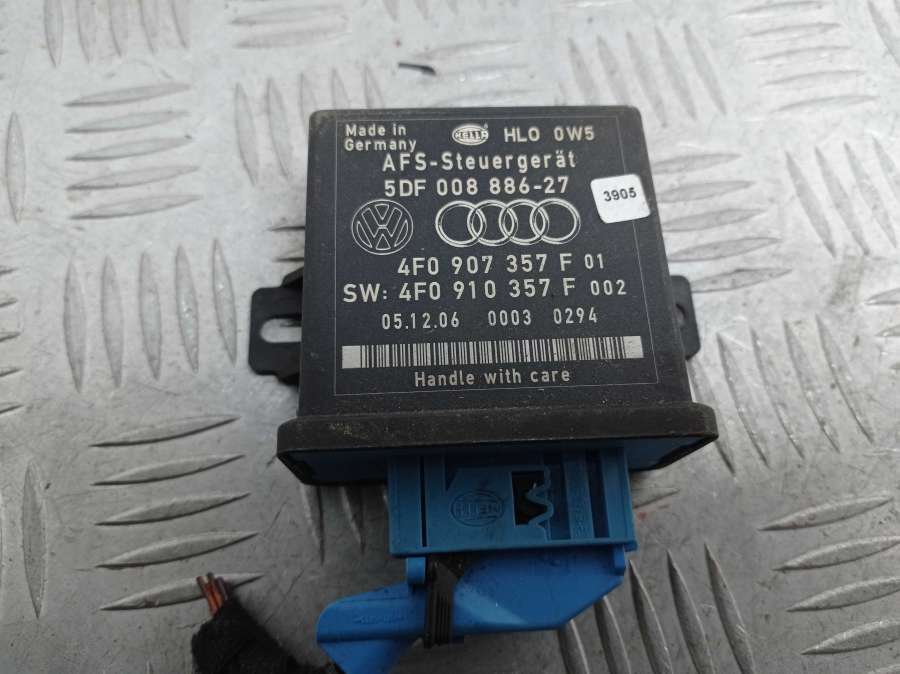 Made in
Germany
HELLA
HL0 0W5
AFS-Steuergerät
5DF 008 886-27
3905
4F0 907 357 F 01
SW: 4F0 910 357 F 002
05.12.06 0003 0294
Handle with care
HELLA